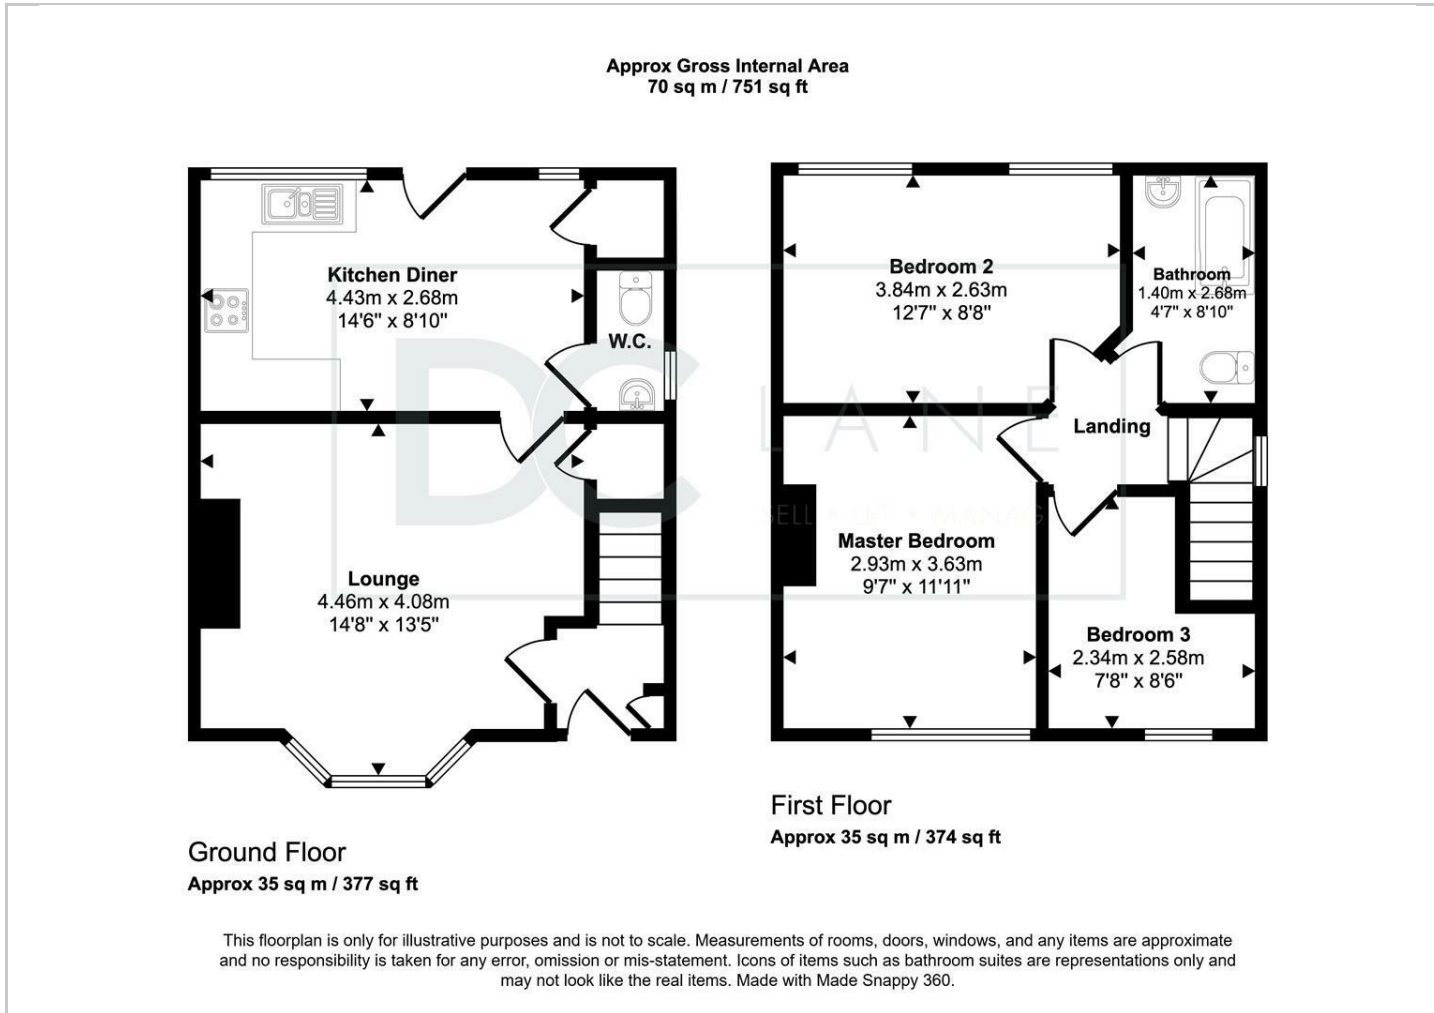 Approx Gross Internal Area
70 sq m / 751 sq ft
Kitchen Diner
4.43m x 2.68m
14'6" x 8'10"
W.C.
Lounge
4.46m x 4.08m
14'8" x 13'5"
Ground Floor
Approx 35 sq m / 377 sq ft
Bedroom 2
3.84m x 2.63m
12'7" x 8'8"
Bathroom
1.40m x 2.68m
4'7" x 8'10"
Landing
Master Bedroom
2.93m x 3.63m
9'7" x 11'11"
Bedroom 3
2.34m x 2.58m
7'8" x 8'6"
First Floor
Approx 35 sq m / 374 sq ft
DC LANE
SELL • LET • MANAGE
This floorplan is only for illustrative purposes and is not to scale. Measurements of rooms, doors, windows, and any items are approximate
and no responsibility is taken for any error, omission or mis-statement. Icons of items such as bathroom suites are representations only and
may not look like the real items. Made with Made Snappy 360.